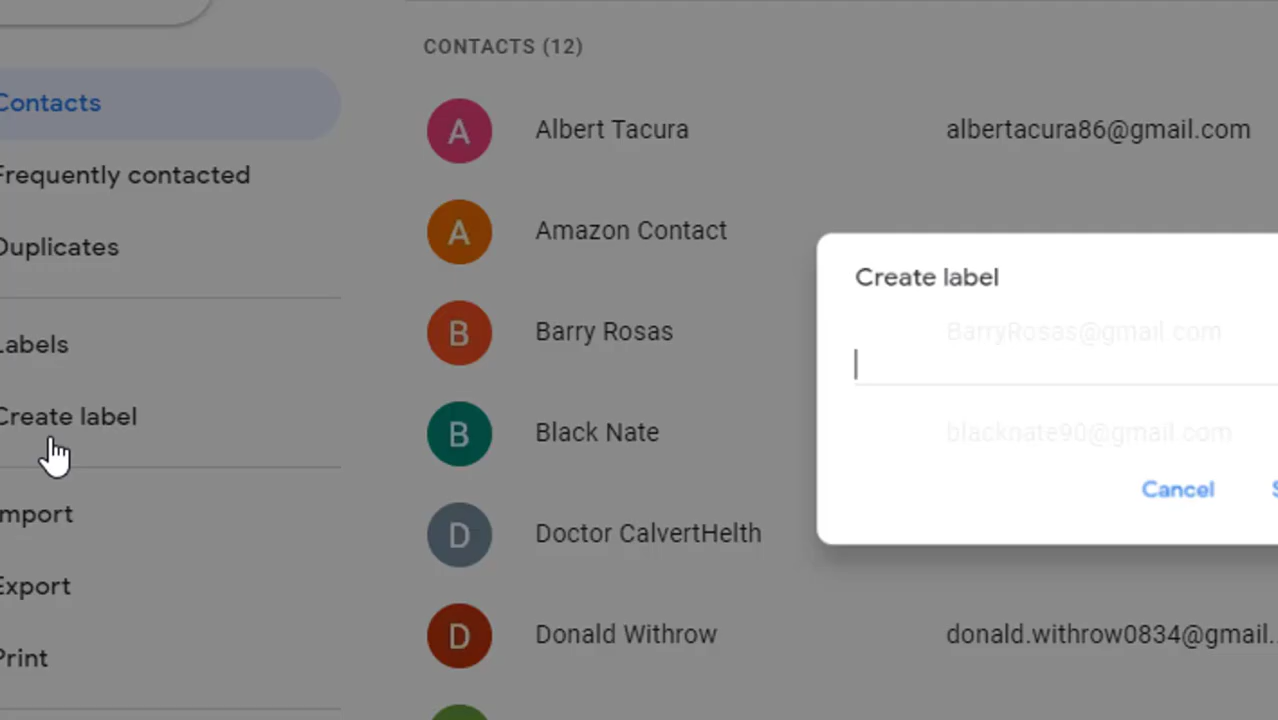 CONTACTS (12)
Contacts
Frequently contacted
Duplicates
Labels
Create label
Import
Export
Print
A Albert Tacura albertacura86@gmail.com
A Amazon Contact
B Barry Rosas BarryRosas@gmail.com
B Black Nate blacknate90@gmail.com
D Doctor CalvertHelth
D Donald Withrow donald.withrow0834@gmail...
Create label
Cancel